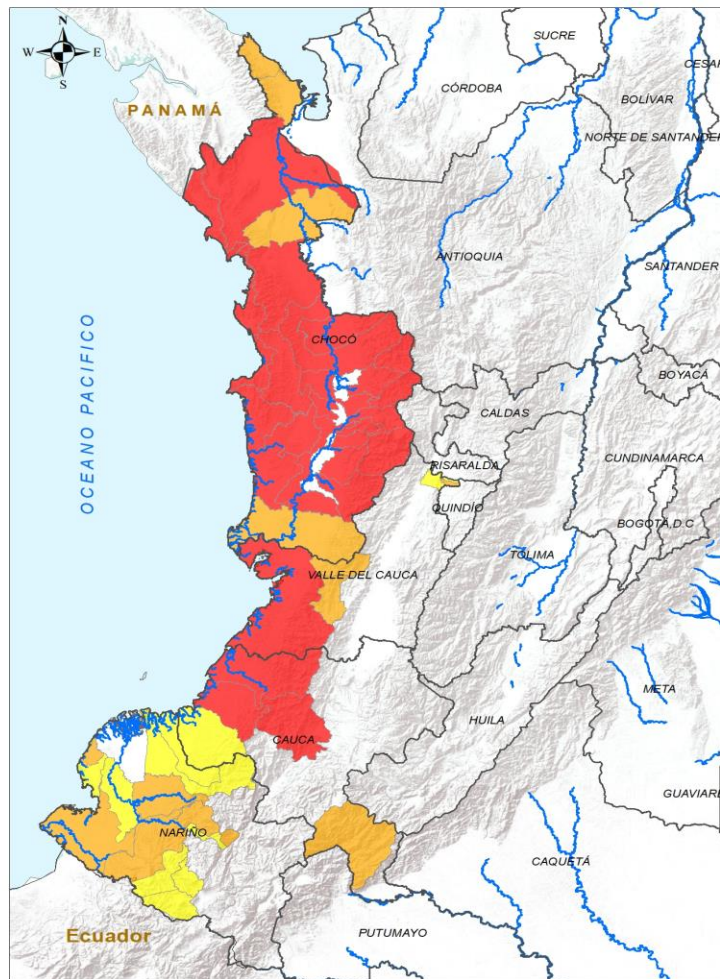 N
W
E
S
SUCRE
CESAR
CÓRDOBA
BOLÍVAR
PANAMÁ
NORTE DE SANTANDER
ANTIOQUIA
SANTANDER
OCEANO PACIFICO
CHOCÓ
BOYACÁ
CALDAS
CUNDINAMARCA
RISARALDA
QUINDÍO
BOGOTÁ D.C
TOLIMA
VALLE DEL CAUCA
META
HUILA
CAUCA
GUAVIARE
NARIÑO
CAQUETÁ
Ecuador
PUTUMAYO